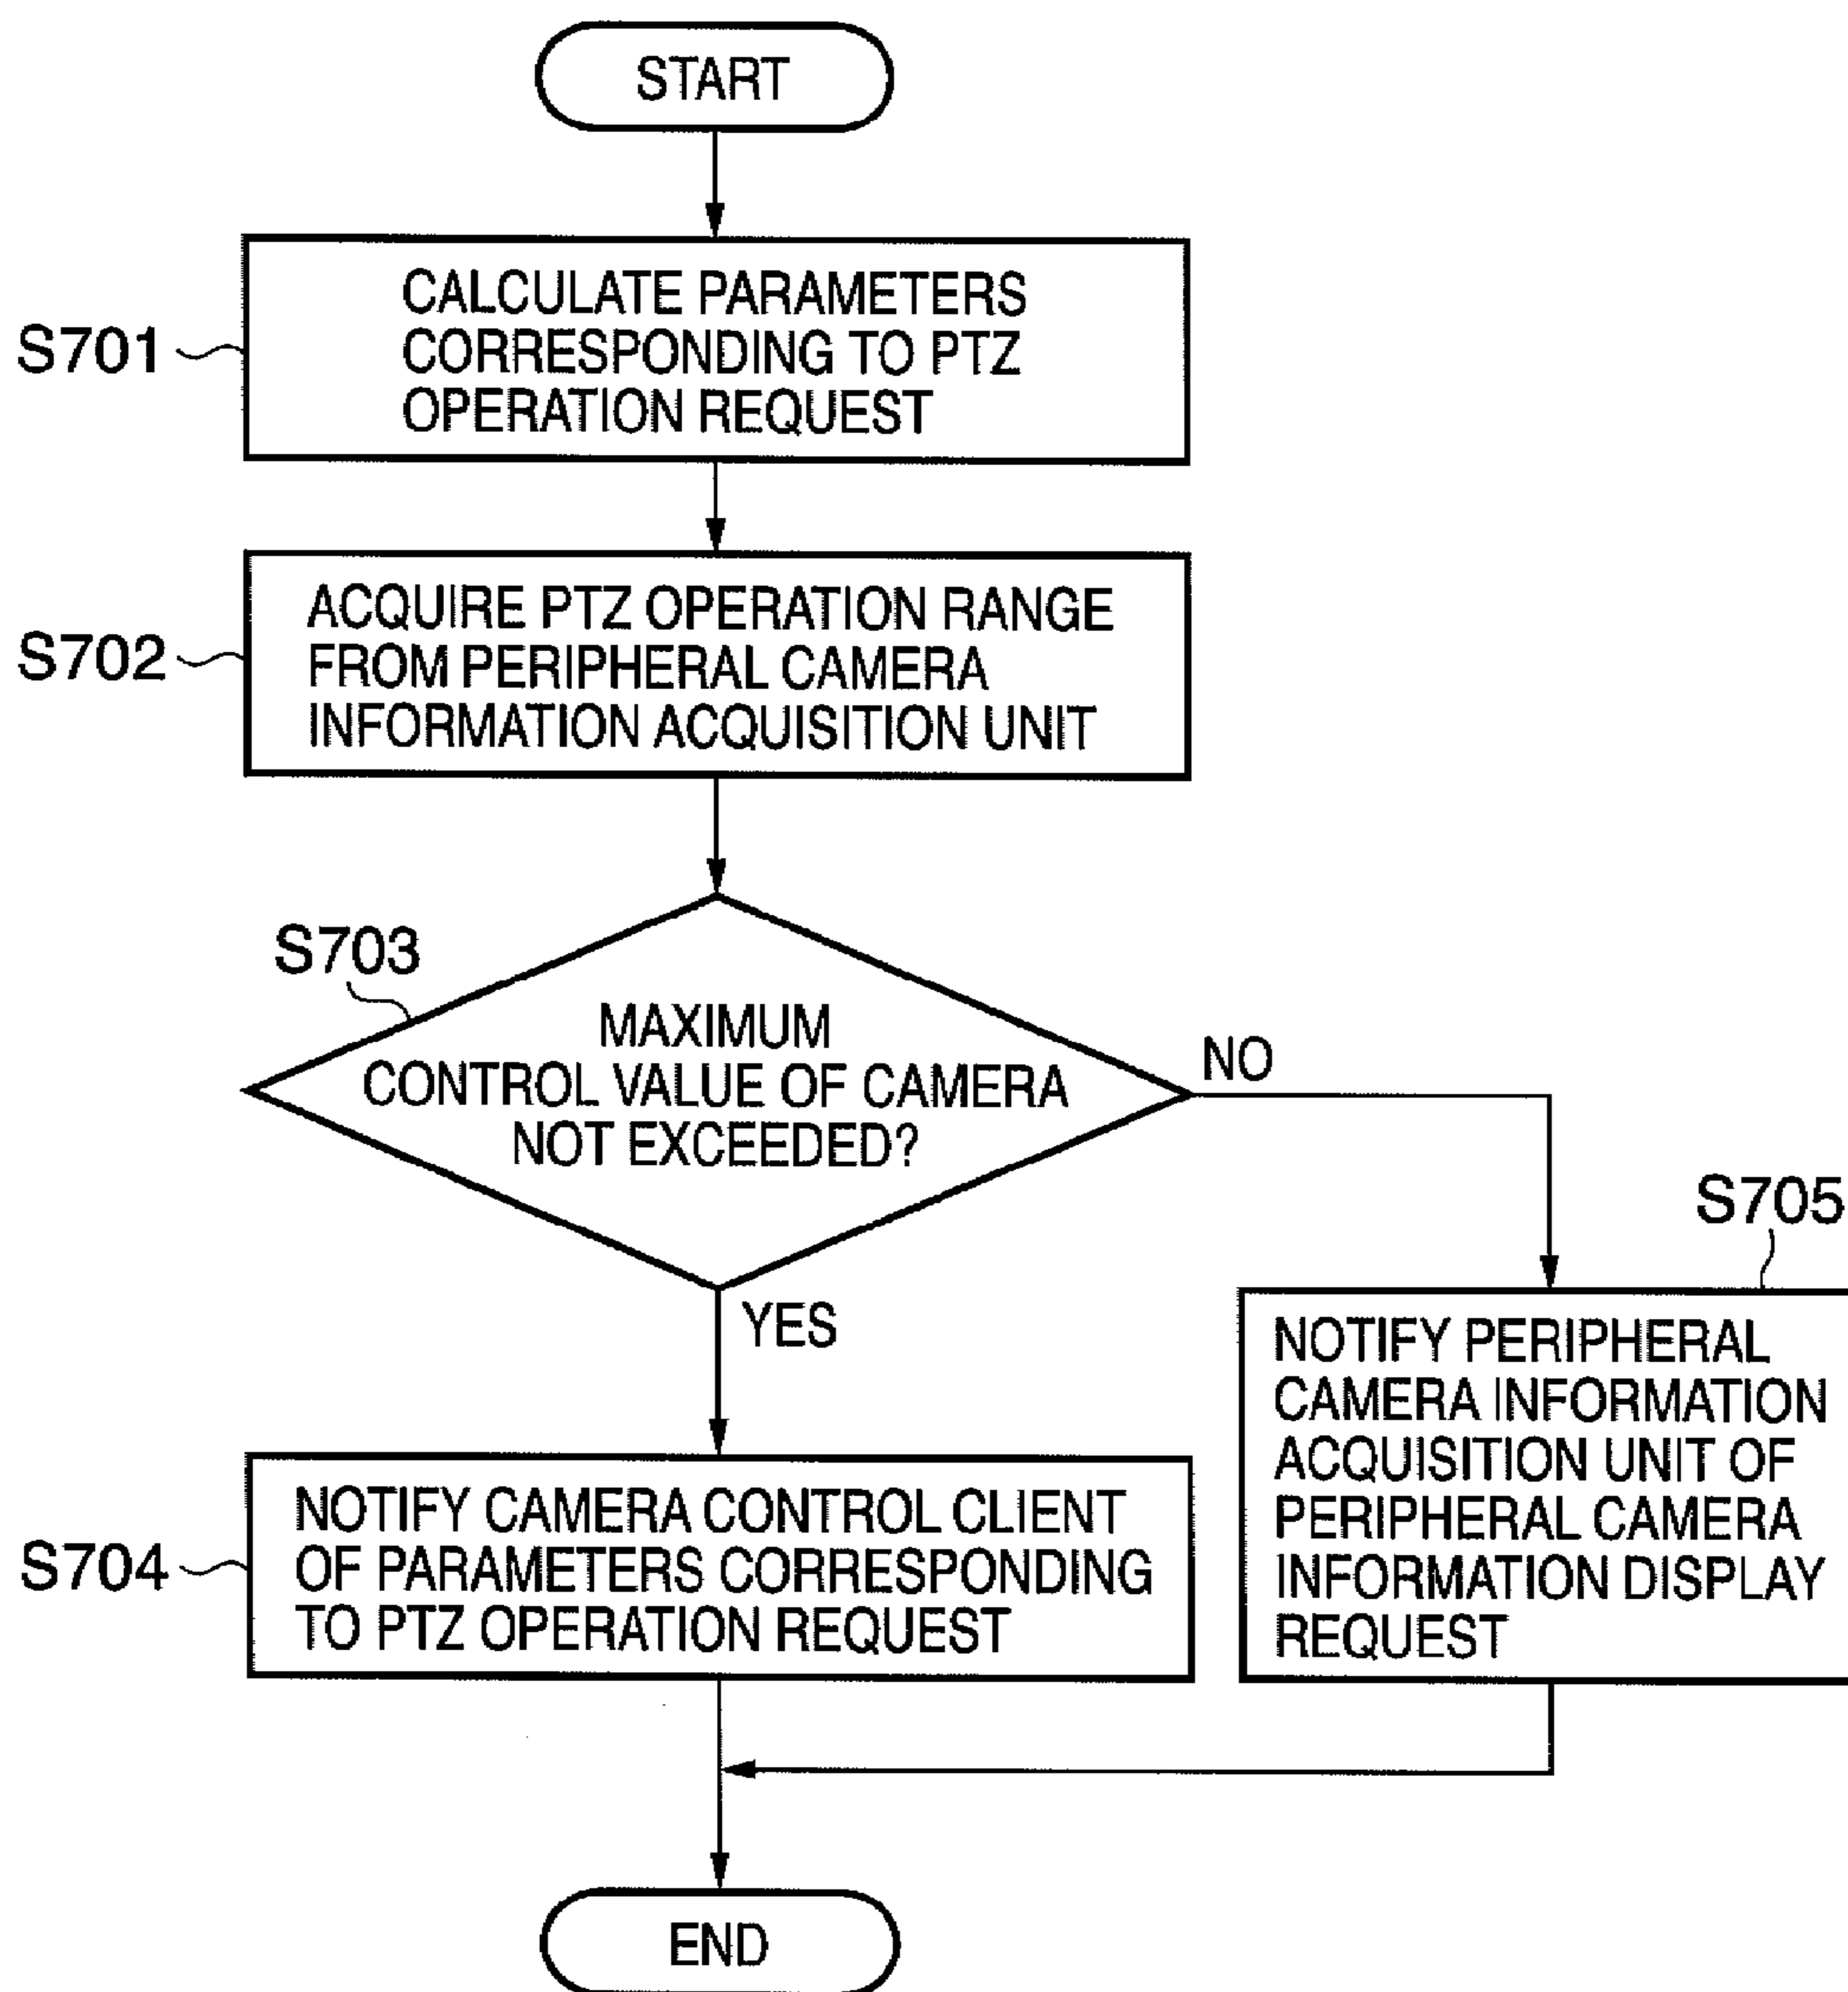 START
S701
CALCULATE PARAMETERS
CORRESPONDING TO PTZ
OPERATION REQUEST
S702
ACQUIRE PTZ OPERATION RANGE
FROM PERIPHERAL CAMERA
INFORMATION ACQUISITION UNIT
S703
MAXIMUM
CONTROL VALUE OF CAMERA
NOT EXCEEDED?
NO
YES
S705
NOTIFY PERIPHERAL
CAMERA INFORMATION
ACQUISITION UNIT OF
PERIPHERAL CAMERA
INFORMATION DISPLAY
REQUEST
S704
NOTIFY CAMERA CONTROL CLIENT
OF PARAMETERS CORRESPONDING
TO PTZ OPERATION REQUEST
END